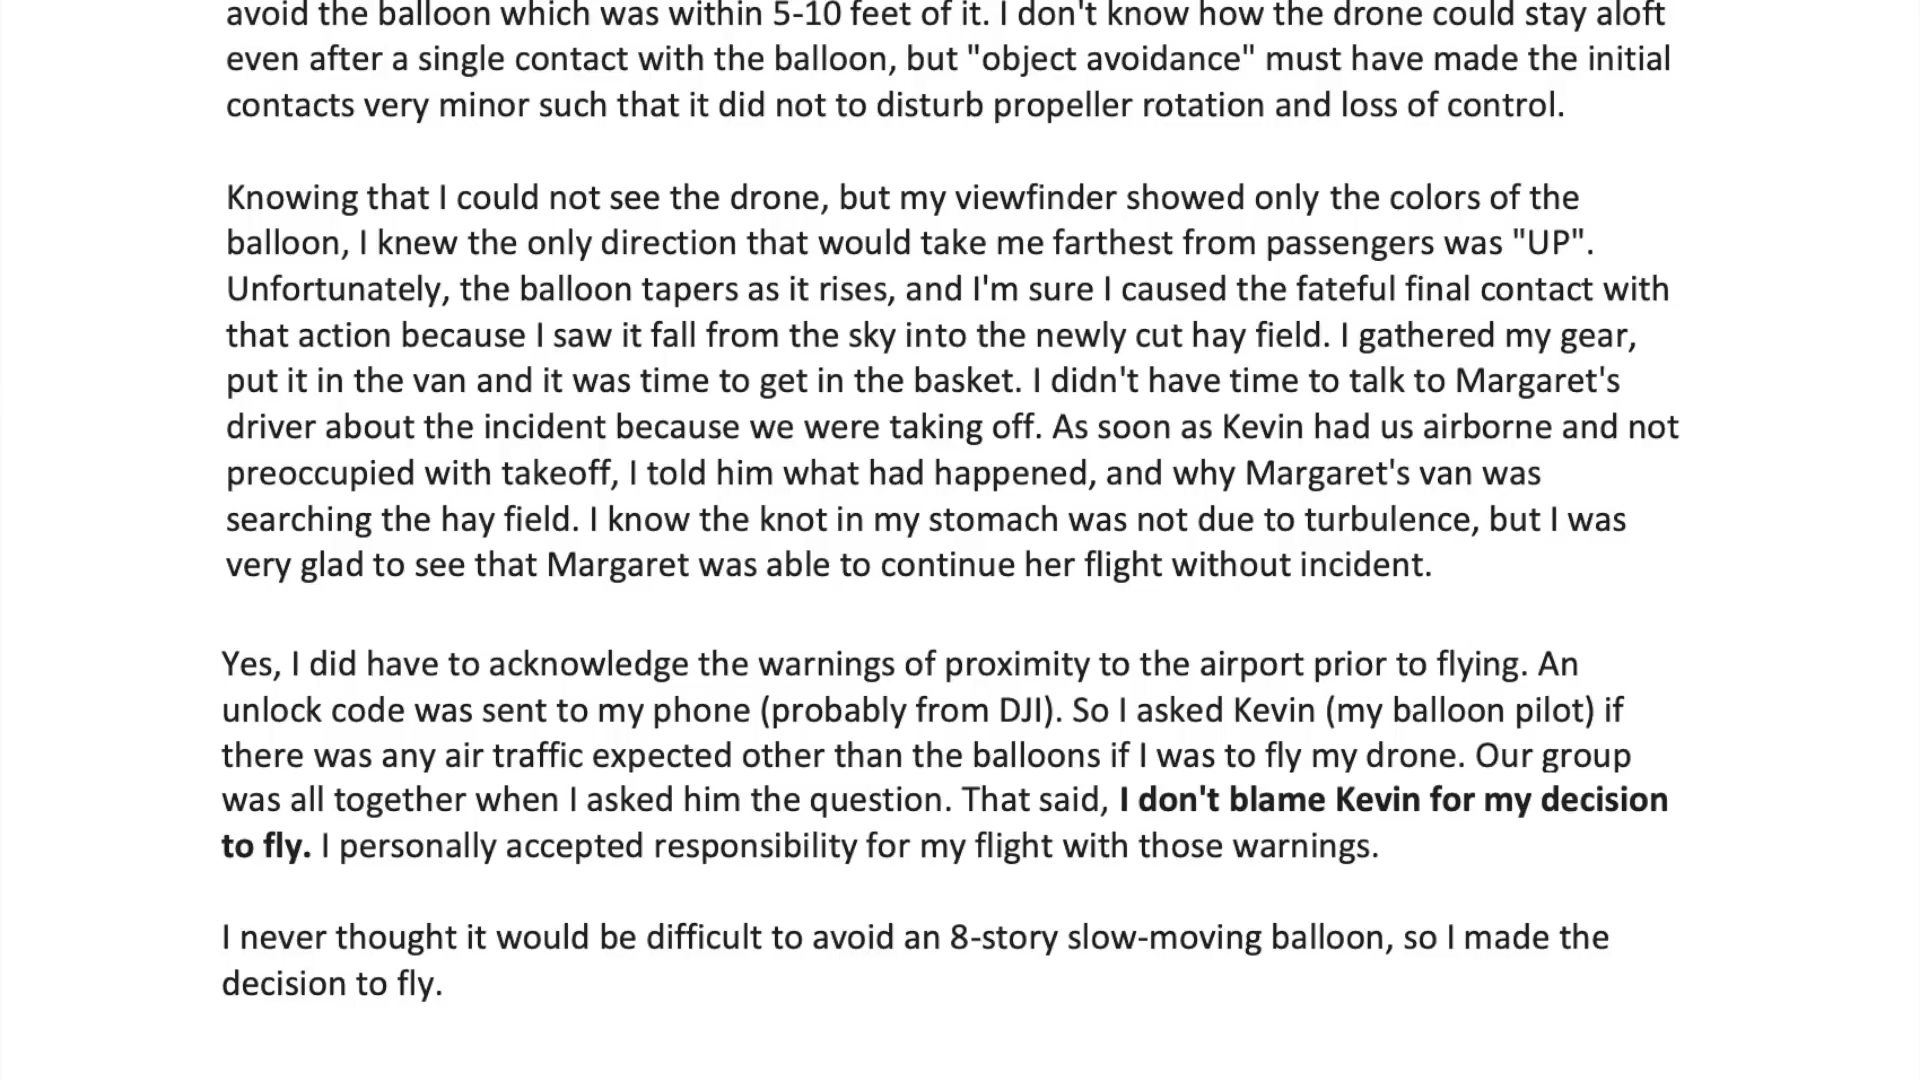 avoid the balloon which was within 5-10 feet of it. I don't know how the drone could stay aloft
even after a single contact with the balloon, but "object avoidance" must have made the initial
contacts very minor such that it did not to disturb propeller rotation and loss of control.
Knowing that I could not see the drone, but my viewfinder showed only the colors of the
balloon, I knew the only direction that would take me farthest from passengers was "UP".
Unfortunately, the balloon tapers as it rises, and I'm sure I caused the fateful final contact with
that action because I saw it fall from the sky into the newly cut hay field. I gathered my gear,
put it in the van and it was time to get in the basket. I didn't have time to talk to Margaret's
driver about the incident because we were taking off. As soon as Kevin had us airborne and not
preoccupied with takeoff, I told him what had happened, and why Margaret's van was
searching the hay field. I know the knot in my stomach was not due to turbulence, but I was
very glad to see that Margaret was able to continue her flight without incident.
Yes, I did have to acknowledge the warnings of proximity to the airport prior to flying. An
unlock code was sent to my phone (probably from DJI). So I asked Kevin (my balloon pilot) if
there was any air traffic expected other than the balloons if I was to fly my drone. Our group
was all together when I asked him the question. That said, I don't blame Kevin for my decision
to fly. I personally accepted responsibility for my flight with those warnings.
I never thought it would be difficult to avoid an 8-story slow-moving balloon, so I made the
decision to fly.